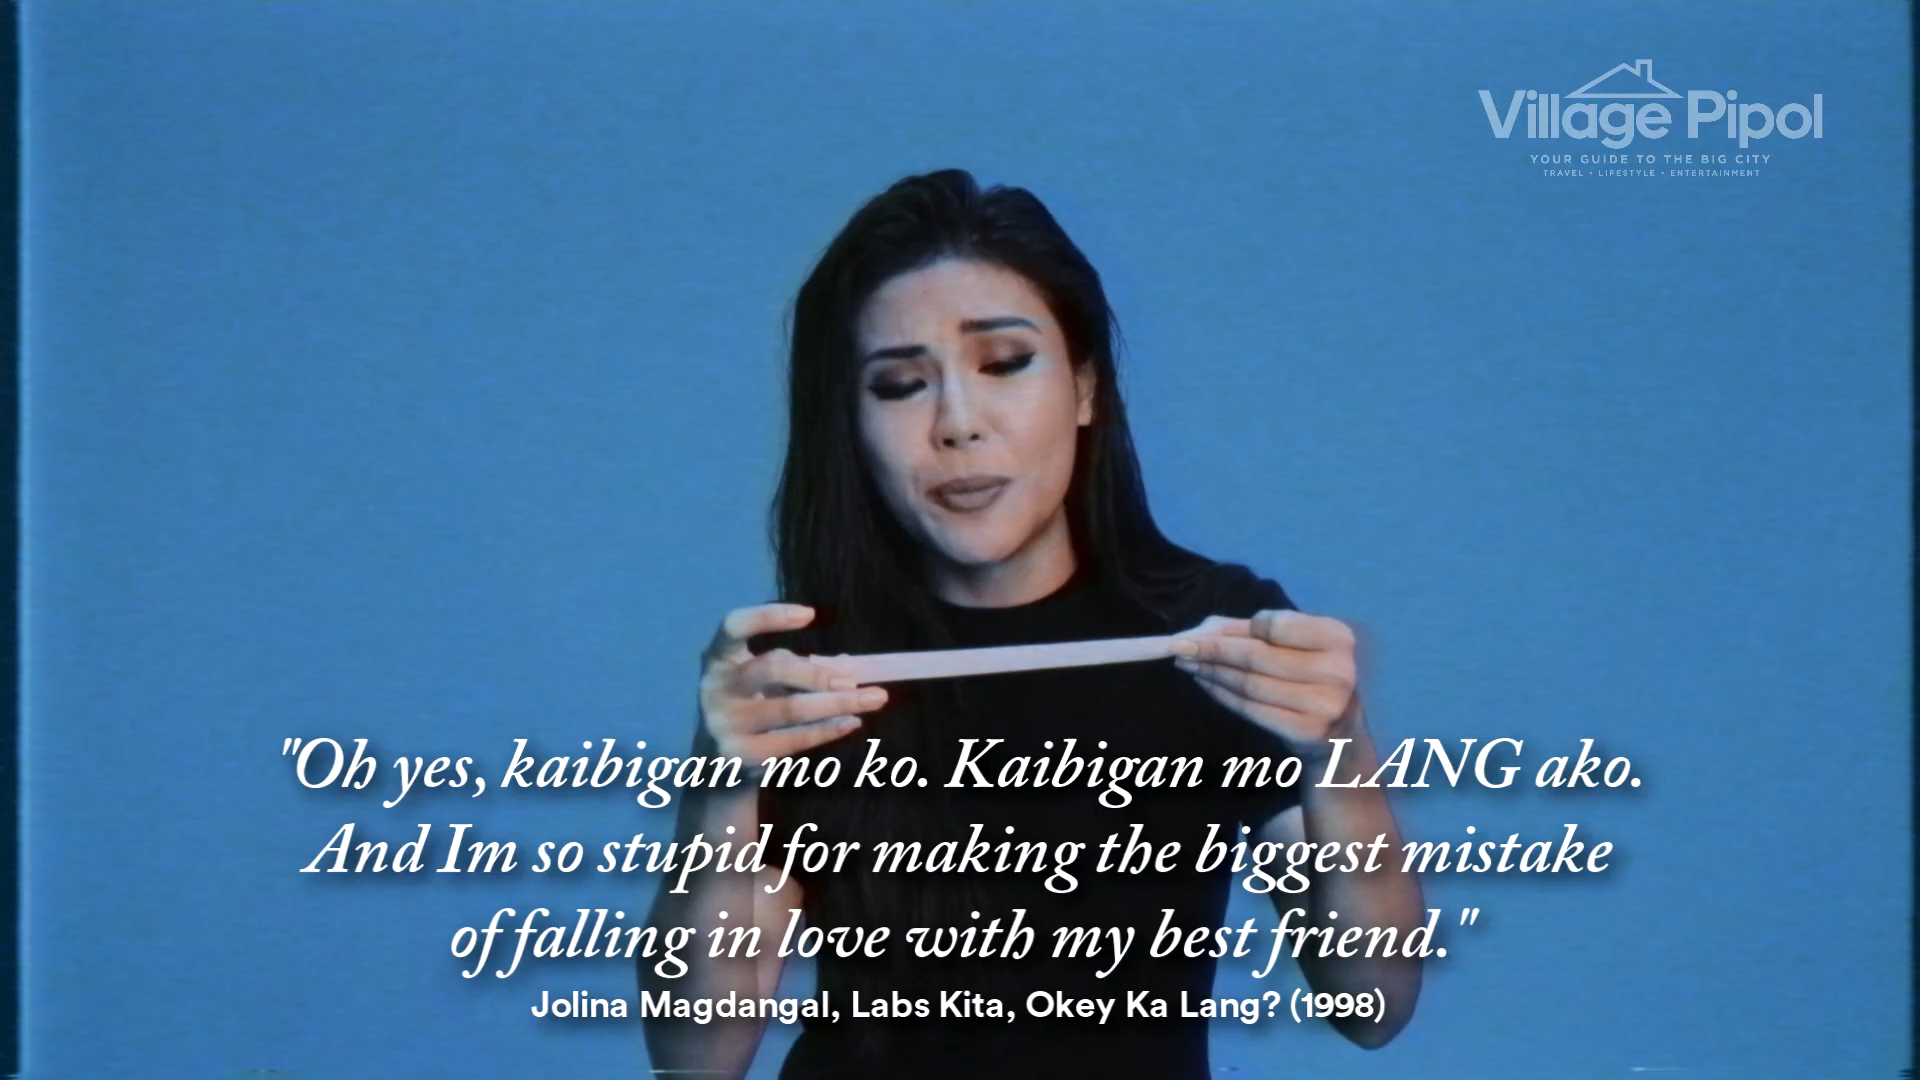 Village Pipol
YOUR GUIDE TO THE BIG CITY
TRAVEL • LIFESTYLE • ENTERTAINMENT
"Oh yes, kaibigan mo ko. Kaibigan mo LANG ako.
And Im so stupid for making the biggest mistake
of falling in love with my best friend."
Jolina Magdangal, Labs Kita, Okey Ka Lang? (1998)